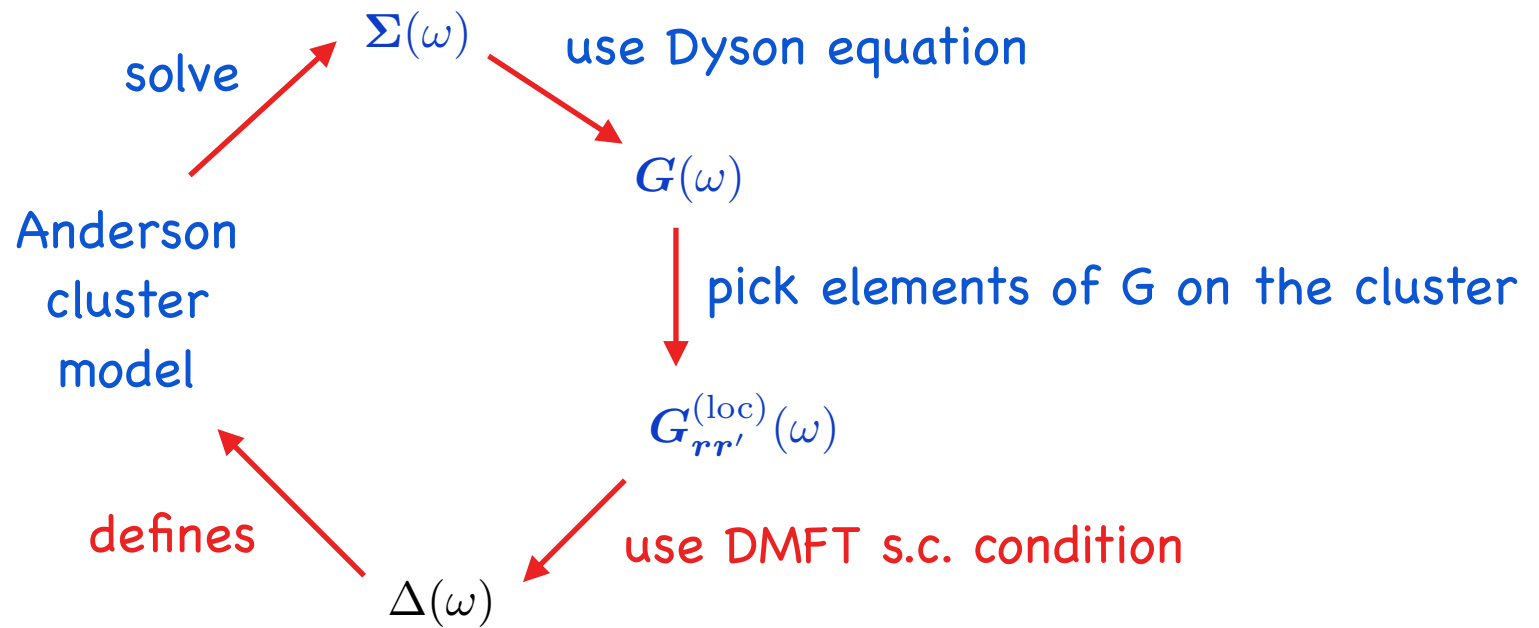 Σ(ω)
use Dyson equation
solve
G(ω)
Anderson
cluster
model
pick elements of G on the cluster
G_{rr′}^{(loc)}(ω)
defines
use DMFT s.c. condition
Δ(ω)